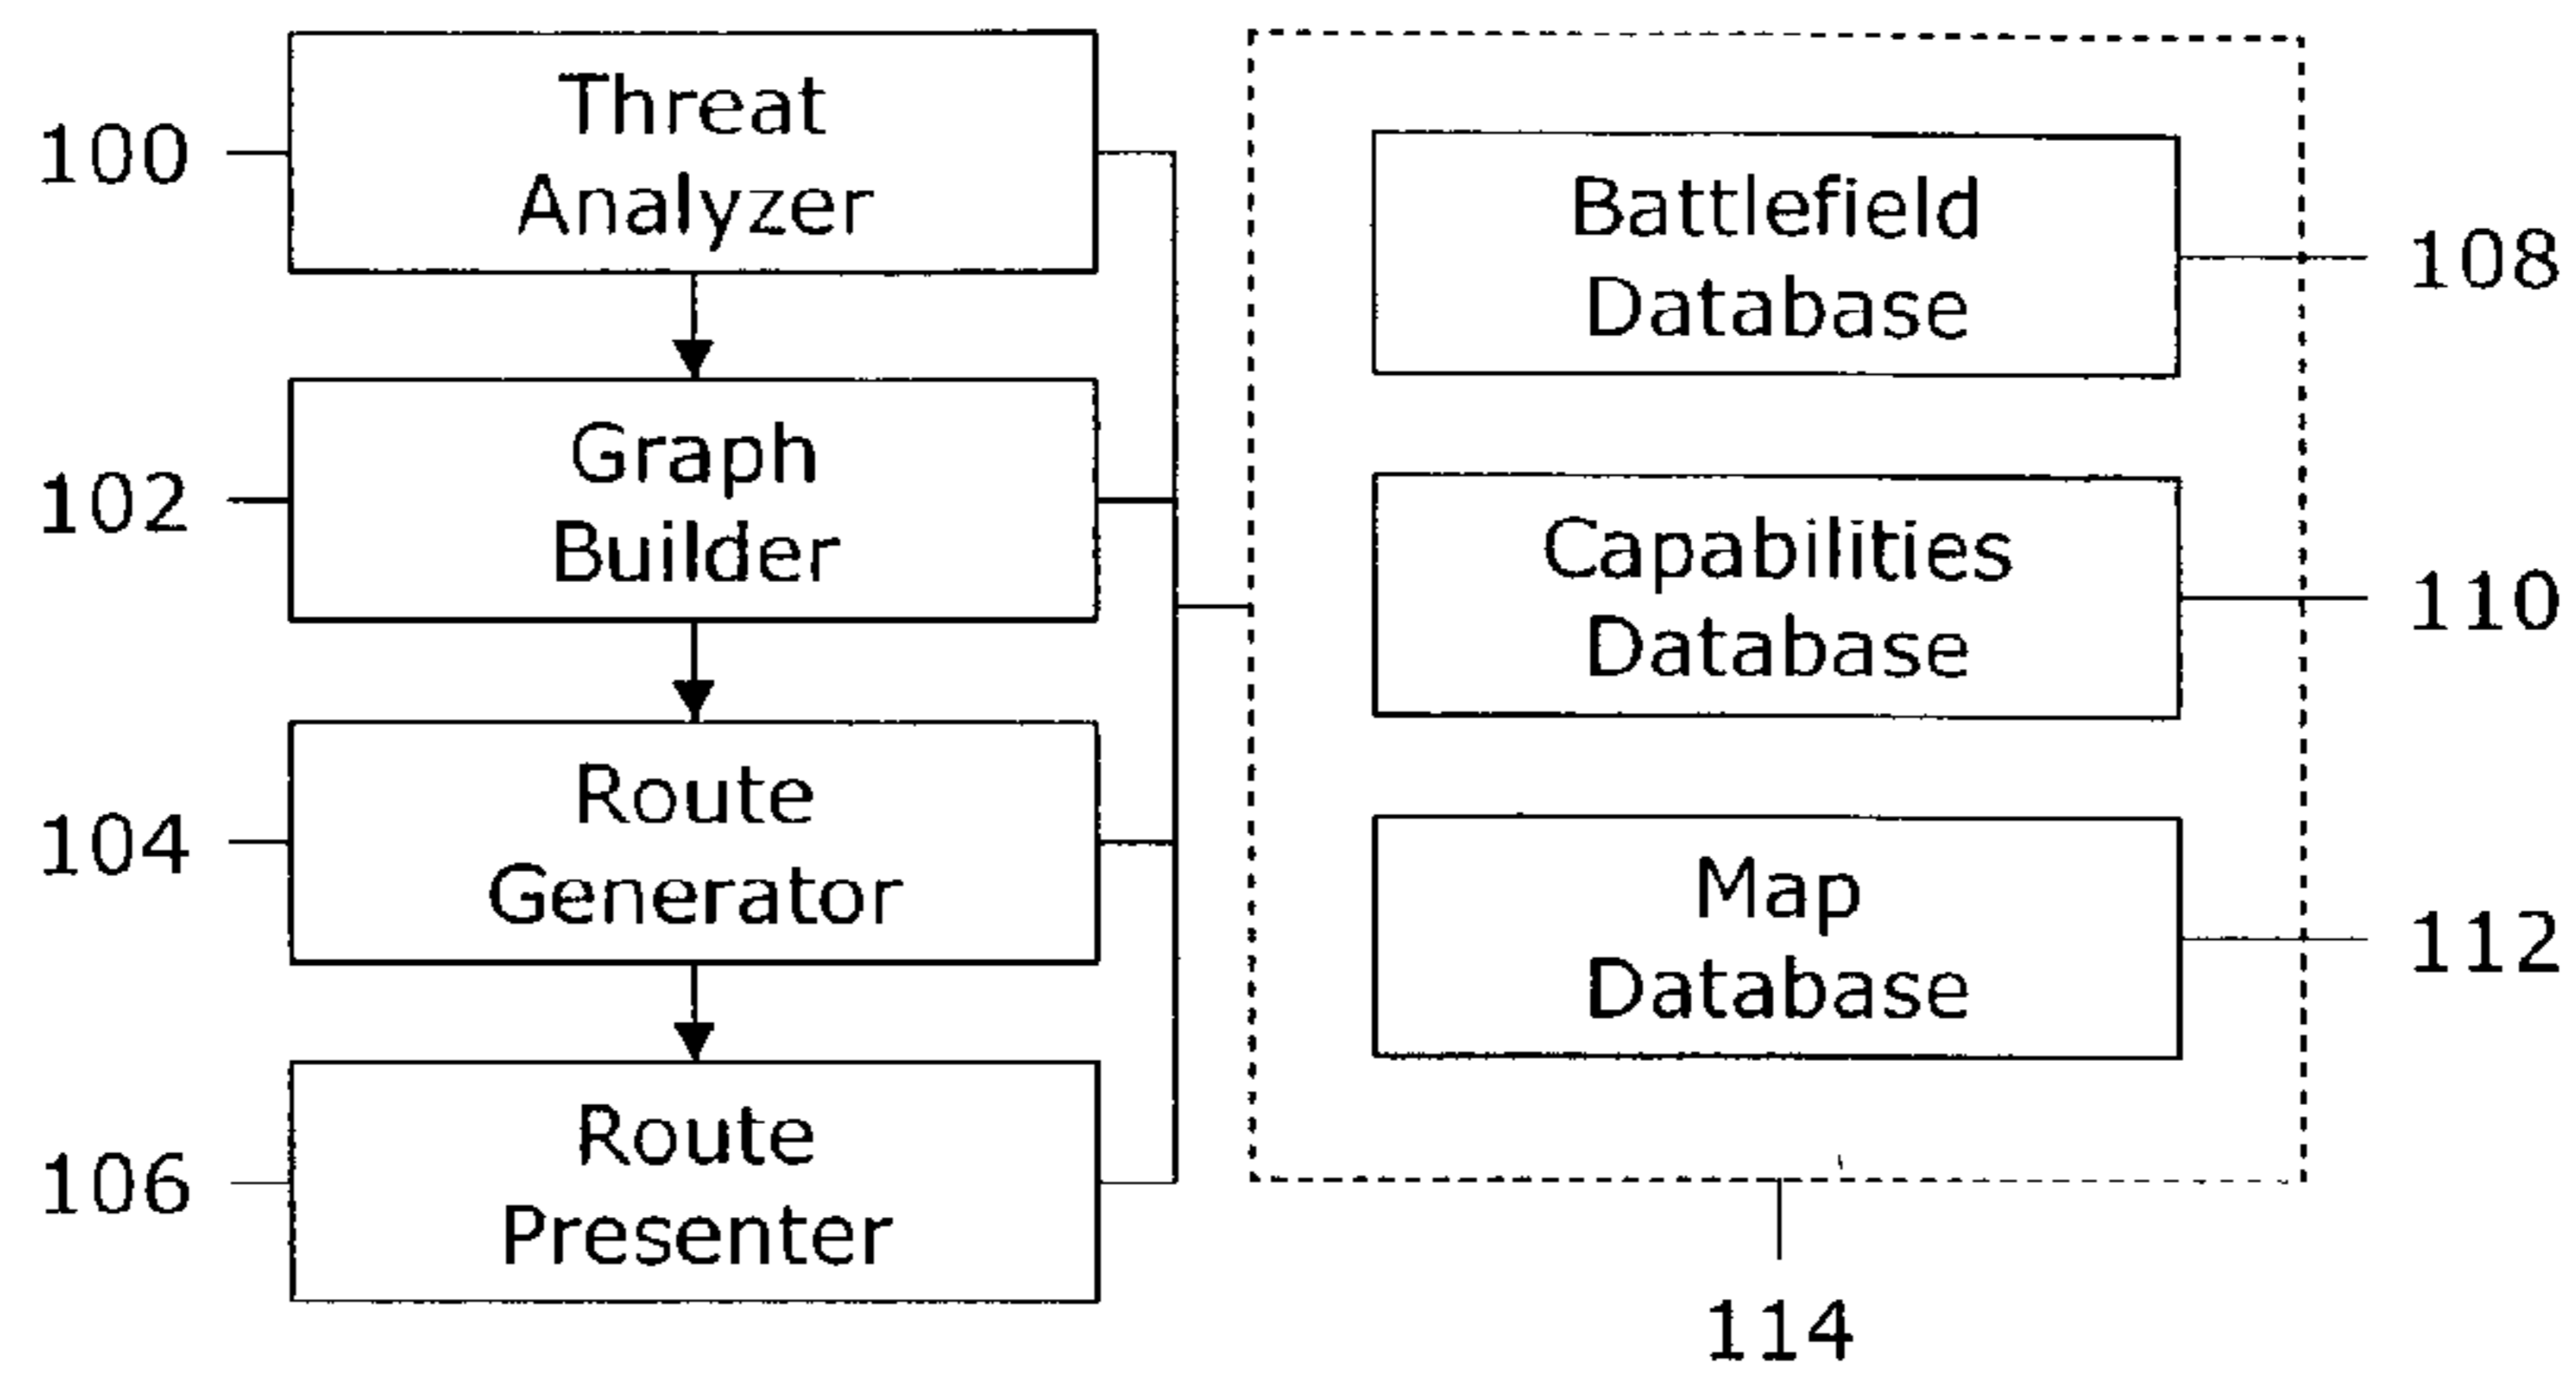 100
Threat
Analyzer
102
Graph
Builder
104
Route
Generator
106
Route
Presenter
Battlefield
Database
108
Capabilities
Database
110
Map
Database
112
114